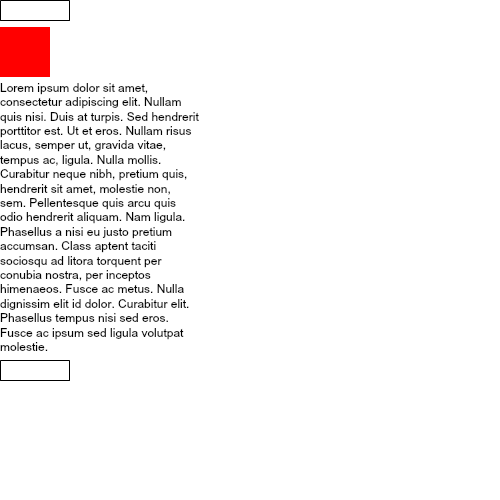 Lorem ipsum dolor sit amet,
consectetur adipiscing elit. Nullam
quis nisi. Duis at turpis. Sed hendrerit
porttitor est. Ut et eros. Nullam risus
lacus, semper ut, gravida vitae,
tempus ac, ligula. Nulla mollis.
Curabitur neque nibh, pretium quis,
hendrerit sit amet, molestie non,
sem. Pellentesque quis arcu quis
odio hendrerit aliquam. Nam ligula.
Phasellus a nisi eu justo pretium
accumsan. Class aptent taciti
sociosqu ad litora torquent per
conubia nostra, per inceptos
himenaeos. Fusce ac metus. Nulla
dignissim elit id dolor. Curabitur elit.
Phasellus tempus nisi sed eros.
Fusce ac ipsum sed ligula volutpat
molestie.